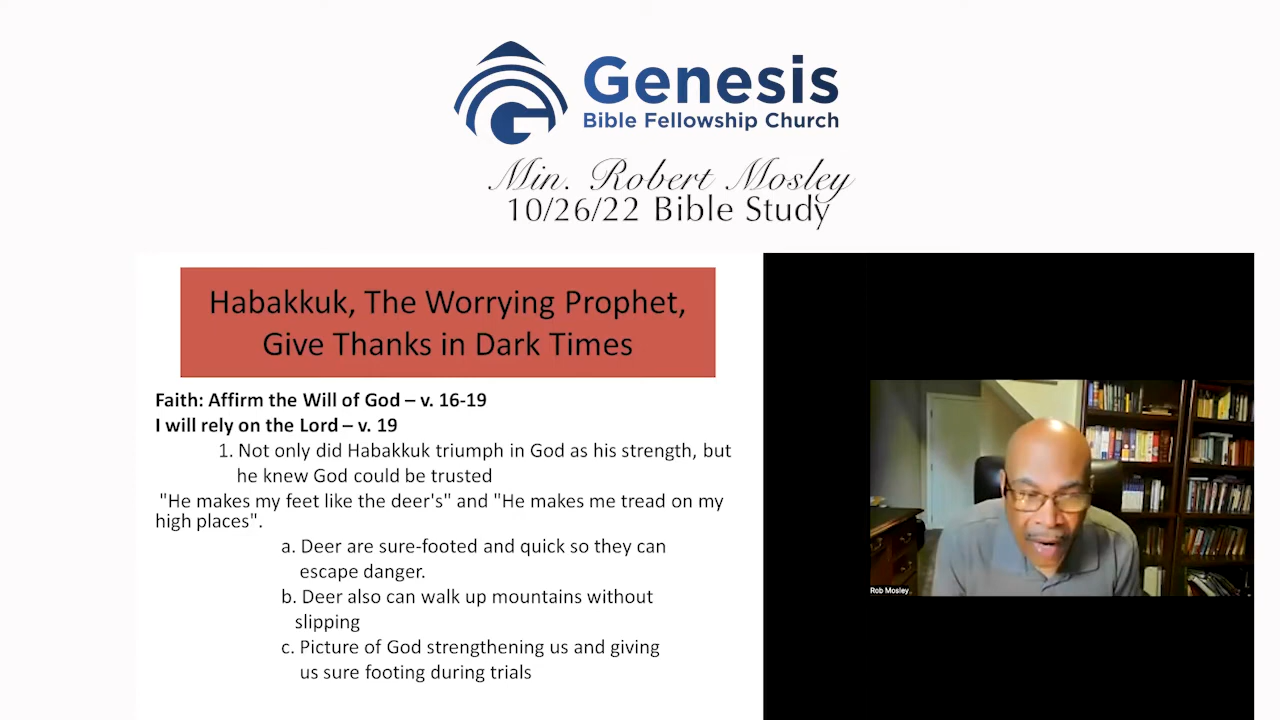 Genesis
Bible Fellowship Church
Min. Robert Mosley
10/26/22 Bible Study
Habakkuk, The Worrying Prophet,
Give Thanks in Dark Times
Faith: Affirm the Will of God – v. 16-19
I will rely on the Lord – v. 19
1. Not only did Habakkuk triumph in God as his strength, but
he knew God could be trusted
"He makes my feet like the deer's" and "He makes me tread on my
high places".
a. Deer are sure-footed and quick so they can
escape danger.
b. Deer also can walk up mountains without
slipping
c. Picture of God strengthening us and giving
us sure footing during trials
Rob Mosley